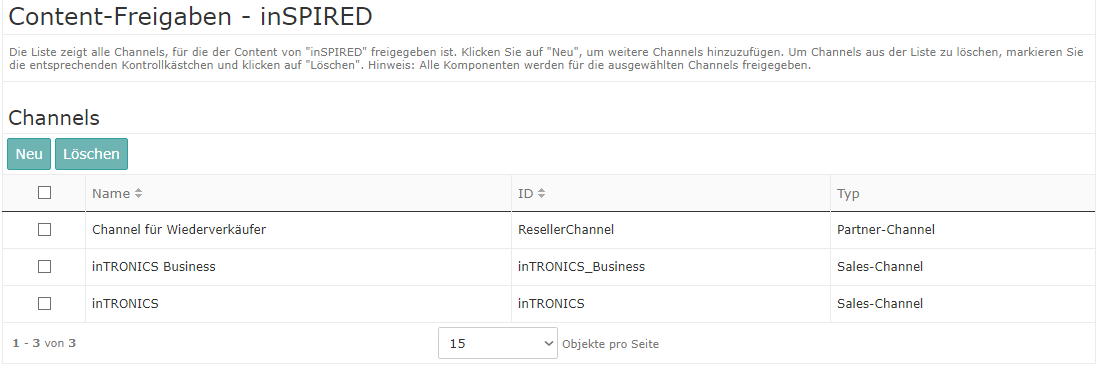 Content-Freigaben - inSPIRED
Die Liste zeigt alle Channels, für die der Content von "inSPIRED" freigegeben ist. Klicken Sie auf "Neu", um weitere Channels hinzuzufügen. Um Channels aus der Liste zu löschen, markieren Sie
die entsprechenden Kontrollkästchen und klicken auf "Löschen". Hinweis: Alle Komponenten werden für die ausgewählten Channels freigegeben.
Channels
Neu Löschen
Name ID Typ
Channel für Wiederverkäufer ResellerChannel Partner-Channel
inTRONICS Business inTRONICS_Business Sales-Channel
inTRONICS inTRONICS Sales-Channel
1 - 3 von 3 15 Objekte pro Seite